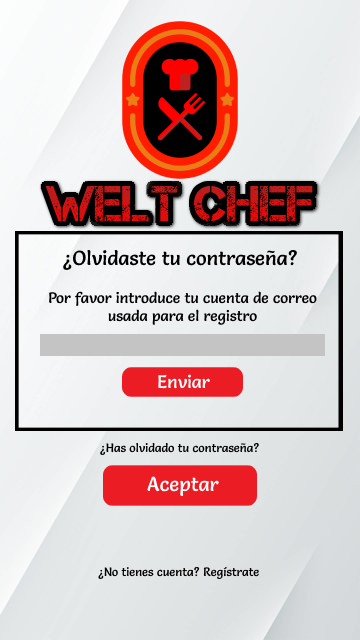 WELT CHEF
¿Olvidaste tu contraseña?
Por favor introduce tu cuenta de correo
usada para el registro
Enviar
¿Has olvidado tu contraseña?
Aceptar
¿No tienes cuenta? Regístrate